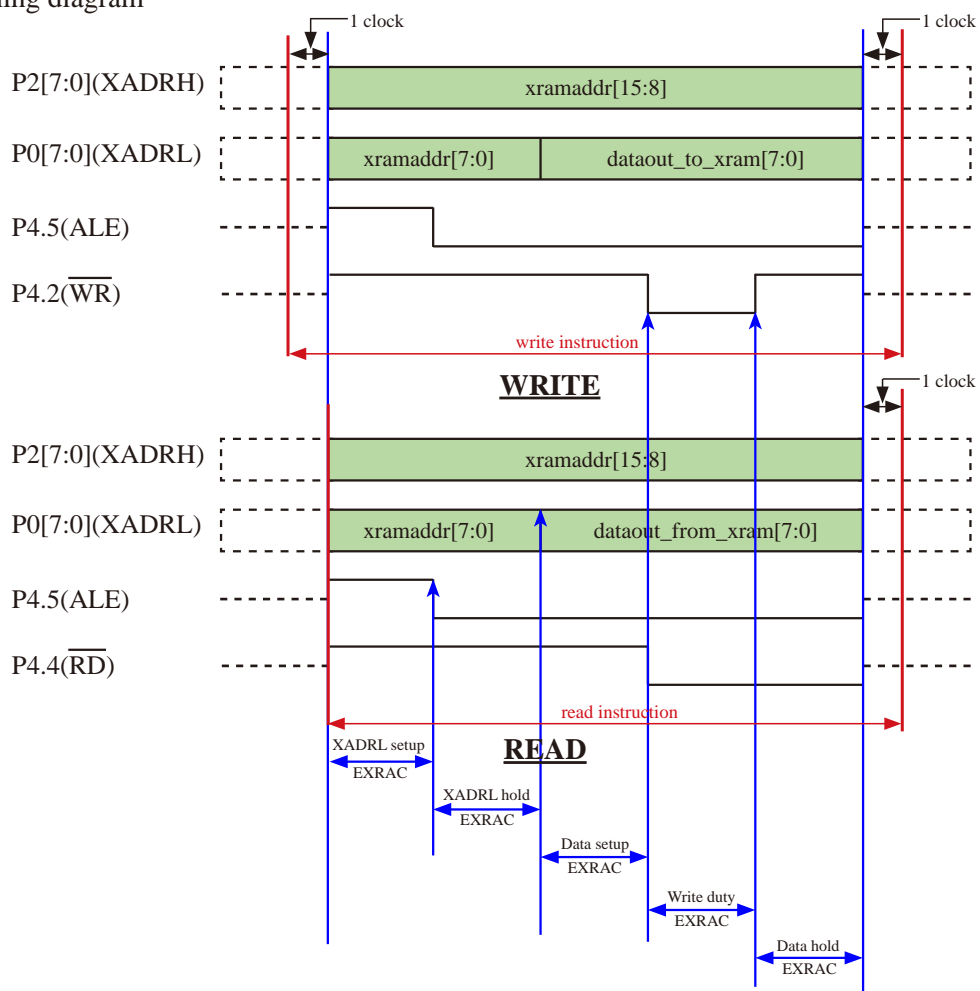 ing diagram
1 clock
1 clock
P2[7:0](XADRH)
xramaddr[15:8]
P0[7:0](XADRL)
xramaddr[7:0]
dataout_to_xram[7:0]
P4.5(ALE)
P4.2(WR)
write instruction
WRITE
1 clock
P2[7:0](XADRH)
xramaddr[15:8]
P0[7:0](XADRL)
xramaddr[7:0]
dataout_from_xram[7:0]
P4.5(ALE)
P4.4(RD)
read instruction
READ
XADRL setup
EXRAC
XADRL hold
EXRAC
Data setup
EXRAC
Write duty
EXRAC
Data hold
EXRAC